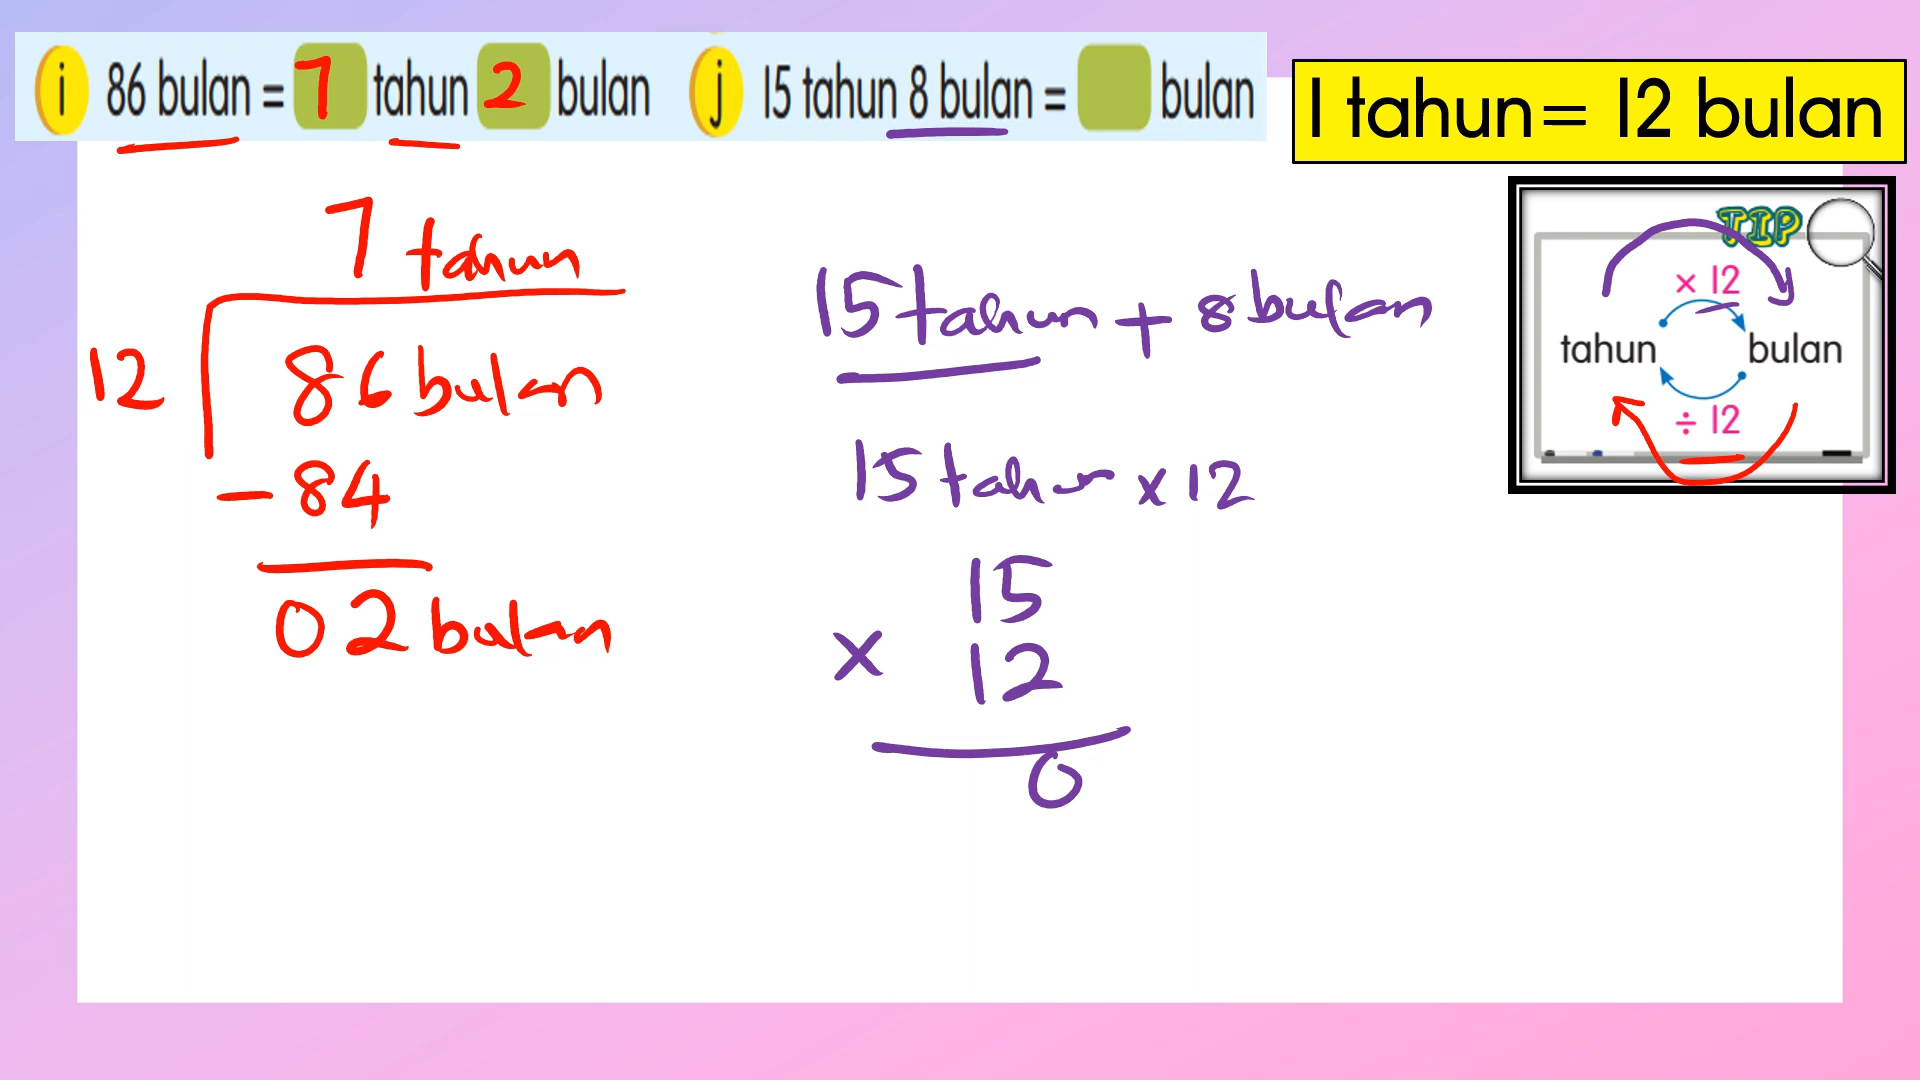 i 86 bulan = 7 tahun 2 bulan
j 15 tahun 8 bulan = bulan
1 tahun= 12 bulan
TIP
× 12
tahun bulan
÷ 12
7 tahun
12 86 bulan
- 84
02 bulan
15 tahun + 8 bulan
15 tahun x 12
15
x 12
0